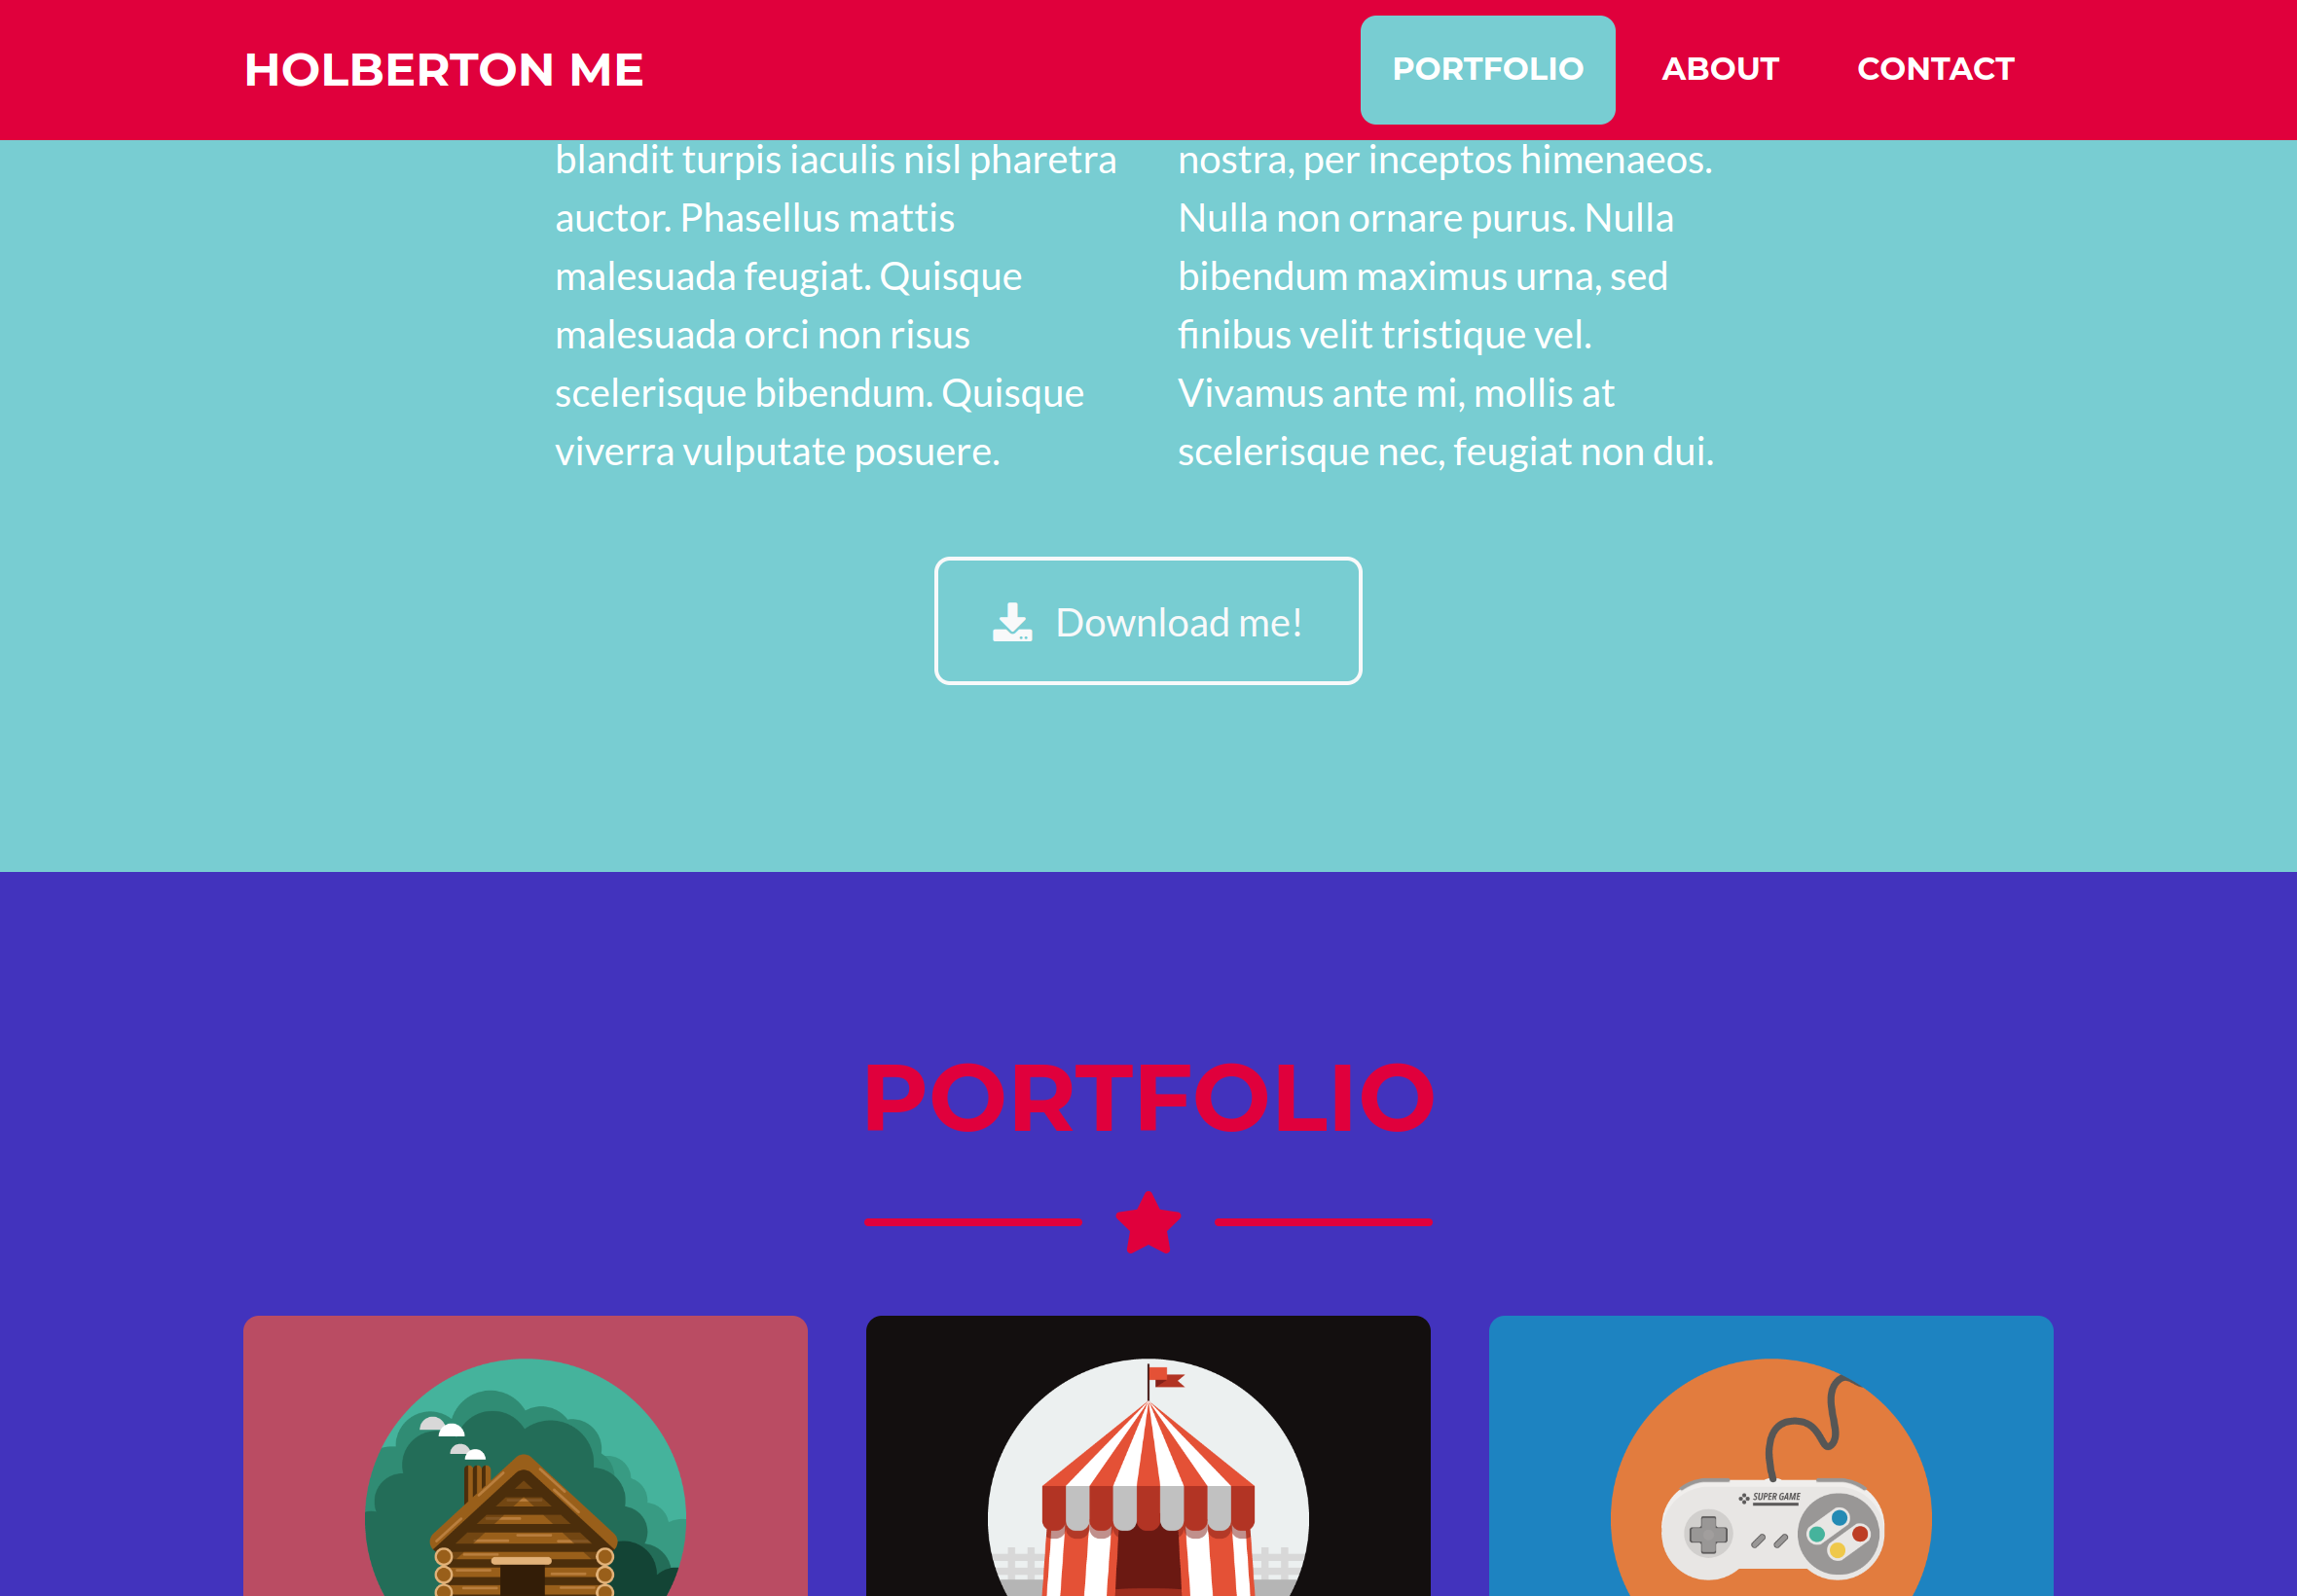 HOLBERTON ME
PORTFOLIO
ABOUT
CONTACT
blandit turpis iaculis nisl pharetra
auctor. Phasellus mattis
malesuada feugiat. Quisque
malesuada orci non risus
scelerisque bibendum. Quisque
viverra vulputate posuere.
nostra, per inceptos himenaeos.
Nulla non ornare purus. Nulla
bibendum maximus urna, sed
finibus velit tristique vel.
Vivamus ante mi, mollis at
scelerisque nec, feugiat non dui.
Download me!
PORTFOLIO
SUPER GAME